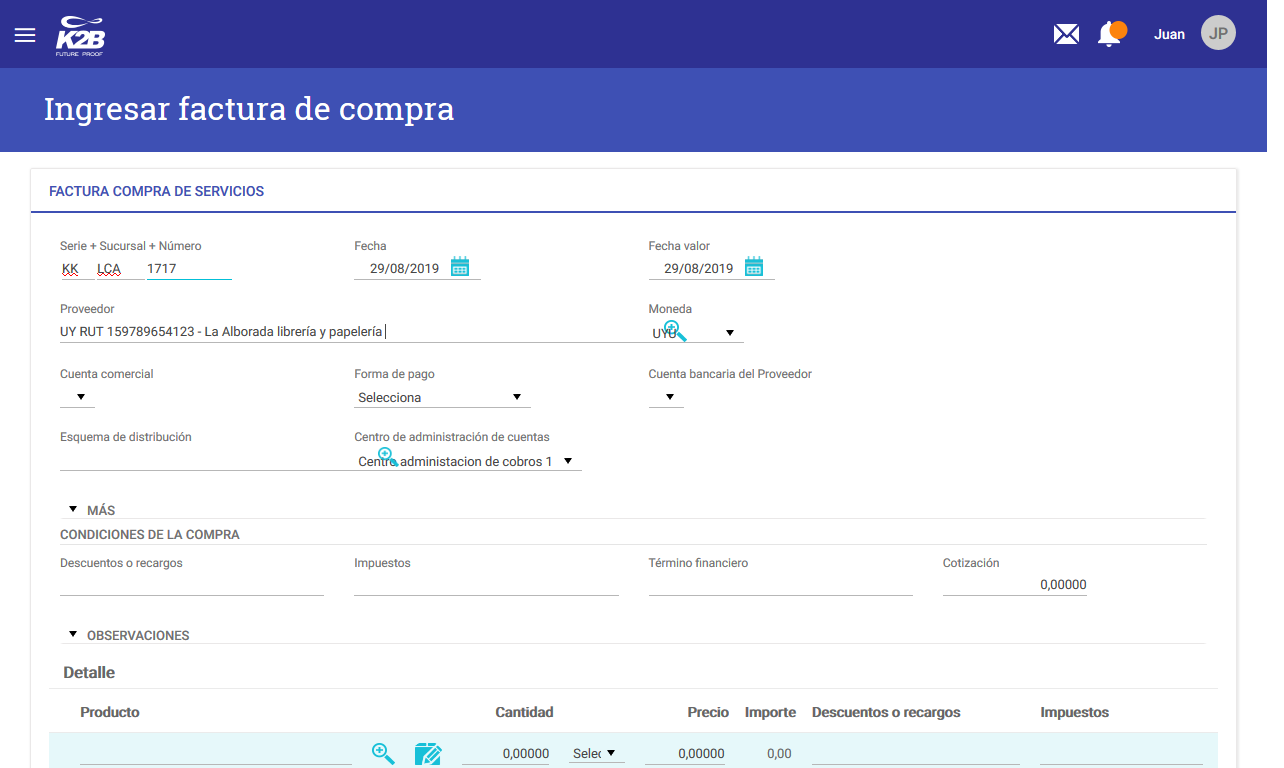 K2B
FUTURE PROOF
Juan JP
Ingresar factura de compra
FACTURA COMPRA DE SERVICIOS
Serie + Sucursal + Número Fecha Fecha valor
KK LCA 1717 29/08/2019 29/08/2019
Proveedor Moneda
UY RUT 159789654123 - La Alborada librería y papelería UYU
Cuenta comercial Forma de pago Cuenta bancaria del Proveedor
Selecciona
Esquema de distribución Centro de administración de cuentas
Centro administacion de cobros 1
MÁS
CONDICIONES DE LA COMPRA
Descuentos o recargos Impuestos Término financiero Cotización
0,00000
OBSERVACIONES
Detalle
Producto Cantidad Precio Importe Descuentos o recargos Impuestos
0,00000 Selec 0,00000 0,00